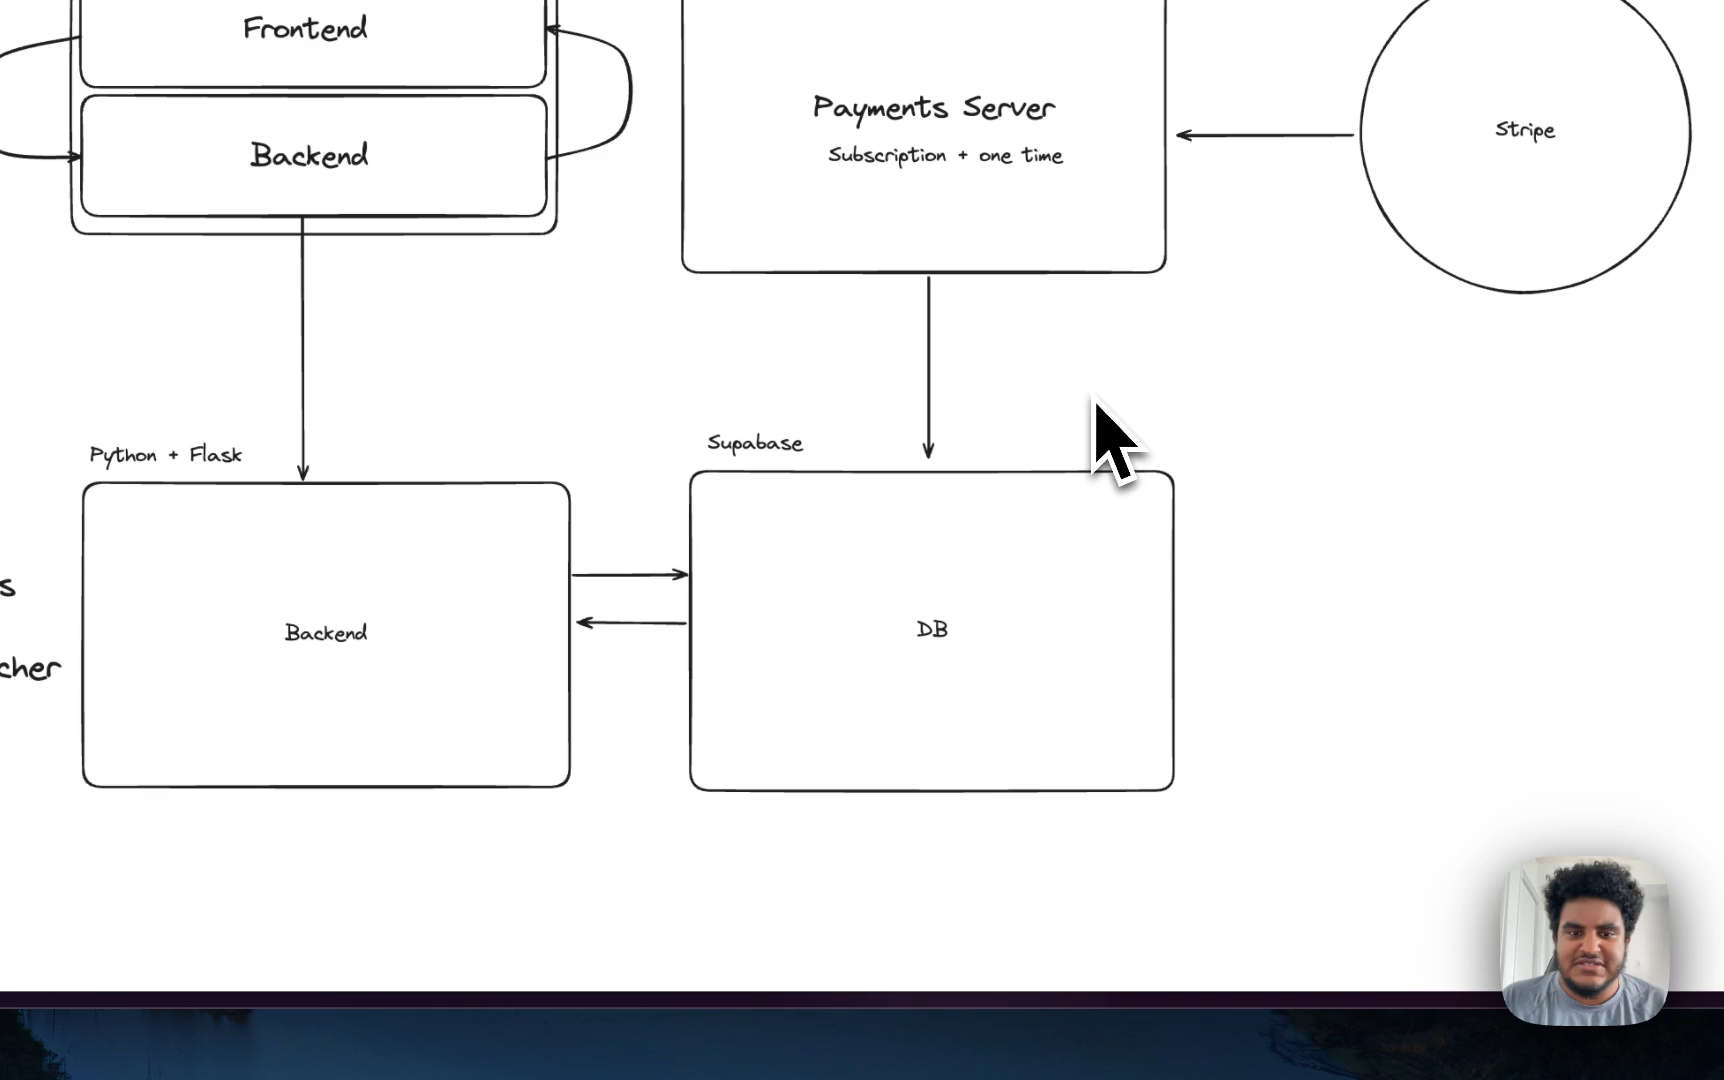 Frontend
Backend
Payments Server
Subscription + one time
Stripe
Python + Flask
Supabase
s
cher
Backend
DB